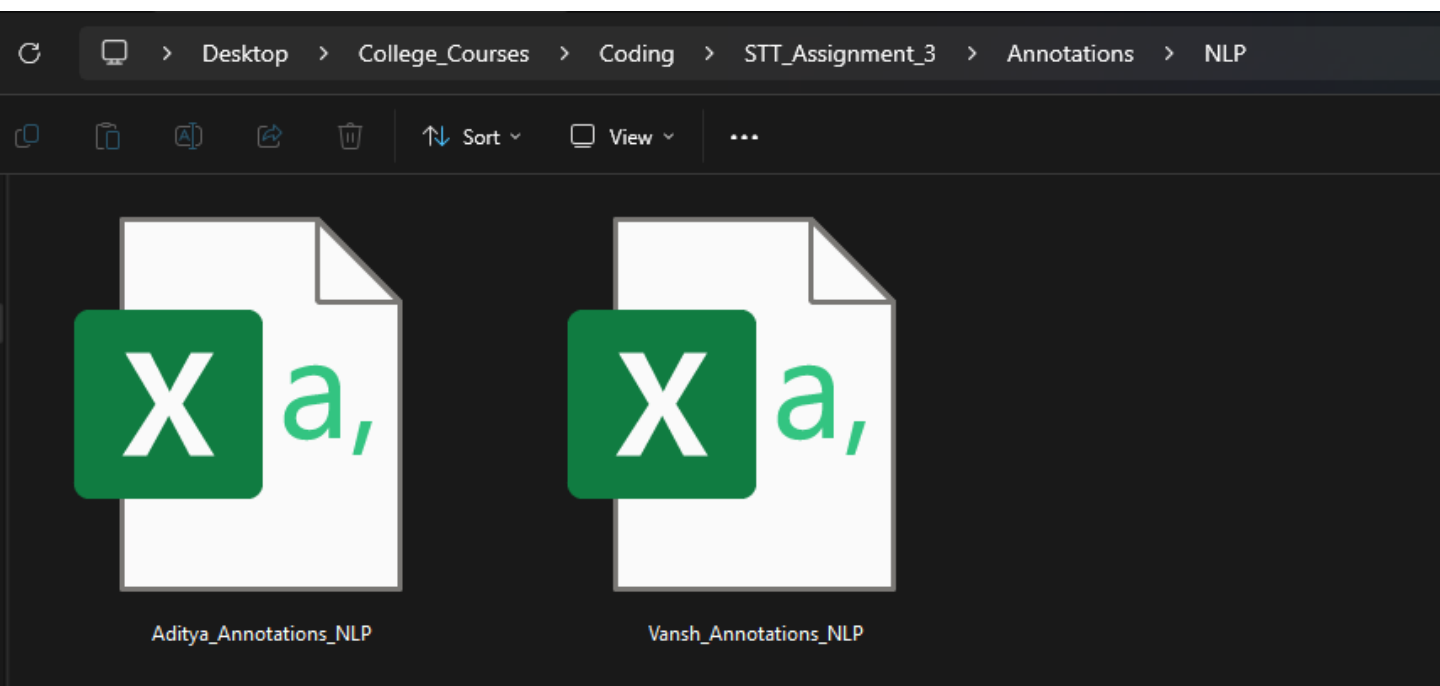 Desktop > College_Courses > Coding > STT_Assignment_3 > Annotations > NLP
A Sort View ...
X a, X a,
Aditya_Annotations_NLP Vansh_Annotations_NLP